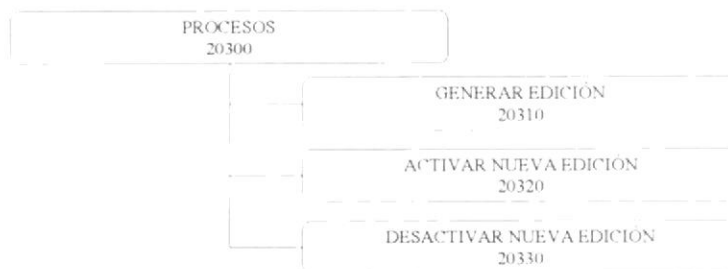 PROCESOS
20300
GENERAR EDICIÓN
20310
ACTIVAR NUEVA EDICIÓN
20320
DESACTIVAR NUEVA EDICIÓN
20330